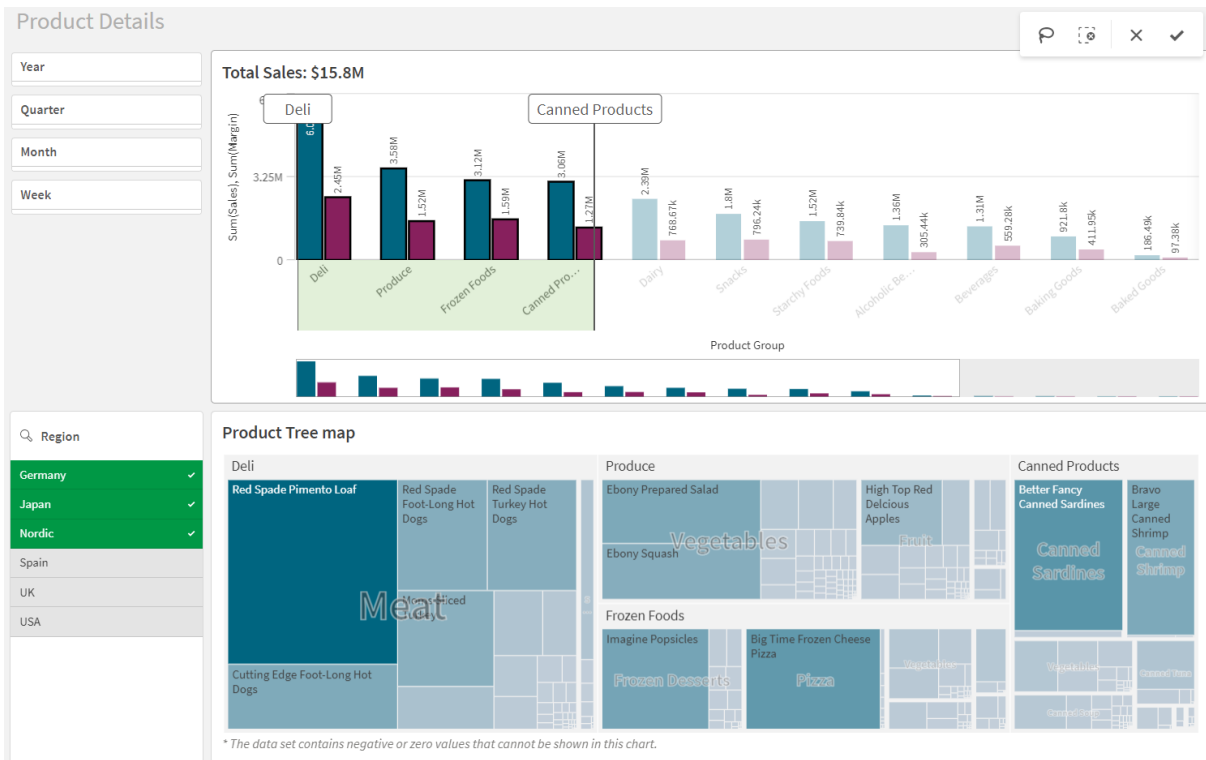 Product Details
Year
Quarter
Month
Week
Total Sales: $15.8M
Deli
Canned Products
Sum(Sales), Sum(Margin)
3.25M
0
2.45M
3.58M
1.52M
3.12M
1.59M
3.06M
1.27M
2.39M
768.67k
1.8M
796.24k
1.52M
739.84k
1.36M
305.44k
1.31M
559.28k
921.8k
411.95k
186.49k
97.38k
Deli
Produce
Frozen Foods
Canned Pro...
Dairy
Snacks
Starchy Foods
Alcoholic Be...
Beverages
Baking Goods
Baked Goods
Product Group
Region
Germany
Japan
Nordic
Spain
UK
USA
Product Tree map
Deli
Red Spade Pimento Loaf
Red Spade
Foot-Long Hot
Dogs
Red Spade
Turkey Hot
Dogs
Meat
Cutting Edge Foot-Long Hot
Dogs
Produce
Ebony Prepared Salad
Vegetables
Ebony Squash
High Top Red
Delcious
Apples
Fruit
Frozen Foods
Imagine Popsicles
Frozen Desserts
Big Time Frozen Cheese
Pizza
Pizza
Vegetables
Canned Products
Better Fancy
Canned Sardines
Canned
Sardines
Bravo
Large
Canned
Shrimp
Canned
Shrimp
Vegetables
Canned Tuna
Canned Soup
* The data set contains negative or zero values that cannot be shown in this chart.